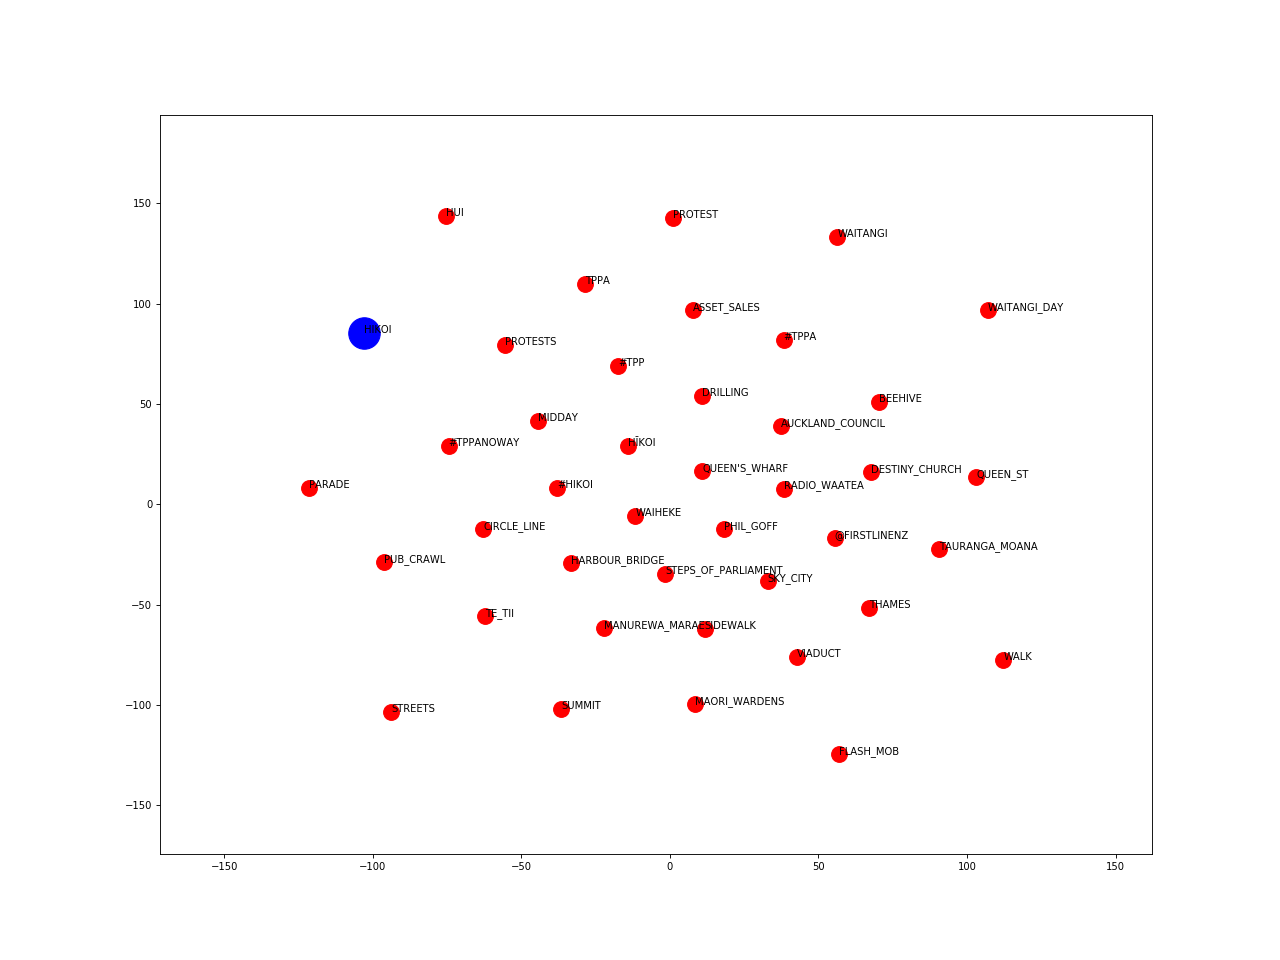 150
100
50
0
−50
−100
−150
−150
−100
−50
0
50
100
150
HUI
PROTEST
WAITANGI
TPPA
ASSET_SALES
WAITANGI_DAY
HIKOI
PROTESTS
#TPPA
#TPP
DRILLING
BEEHIVE
MIDDAY
AUCKLAND_COUNCIL
#TPPANOWAY
HĪKOI
QUEEN'S_WHARF
DESTINY_CHURCH
QUEEN_ST
PARADE
#HIKOI
RADIO_WAATEA
WAIHEKE
CIRCLE_LINE
PHIL_GOFF
@FIRSTLINENZ
TAURANGA_MOANA
PUB_CRAWL
HARBOUR_BRIDGE
STEPS_OF_PARLIAMENT
SKY_CITY
THAMES
TE_TII
MANUREWA_MARAE
SIDEWALK
VIADUCT
WALK
STREETS
SUMMIT
MAORI_WARDENS
FLASH_MOB